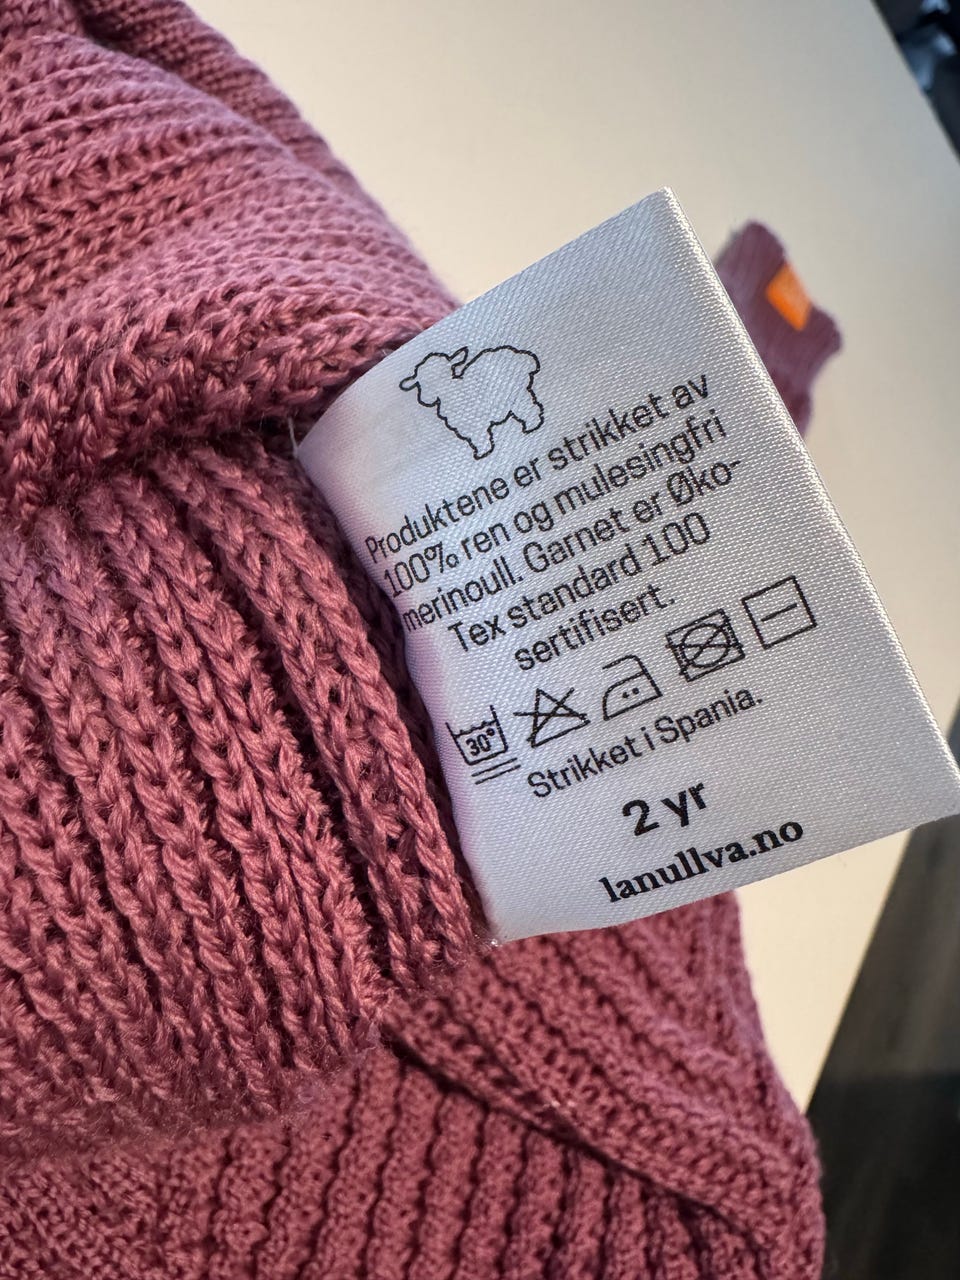 Produktene er strikket av
100% ren og mulesingfri
merinoull. Garnet er Øko-
Tex standard 100
sertifisert.
30°
Strikket i Spania.
2 yr
lanullva.no